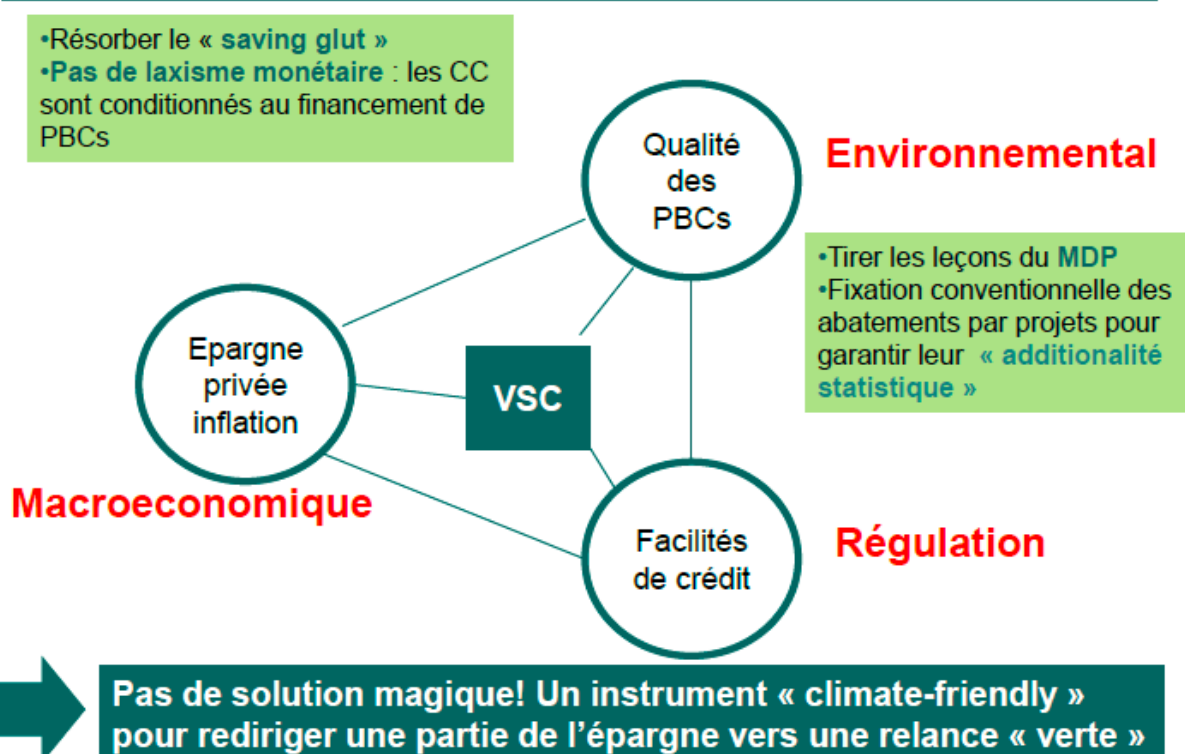 •Résorber le « saving glut »
•Pas de laxisme monétaire : les CC
sont conditionnés au financement de
PBCs
Qualité
des
PBCs
Environnemental
•Tirer les leçons du MDP
•Fixation conventionnelle des
abatements par projets pour
garantir leur « additionalité
statistique »
Epargne
privée
inflation
VSC
Macroeconomique
Facilités
de crédit
Régulation
Pas de solution magique! Un instrument « climate-friendly »
pour rediriger une partie de l’épargne vers une relance « verte »